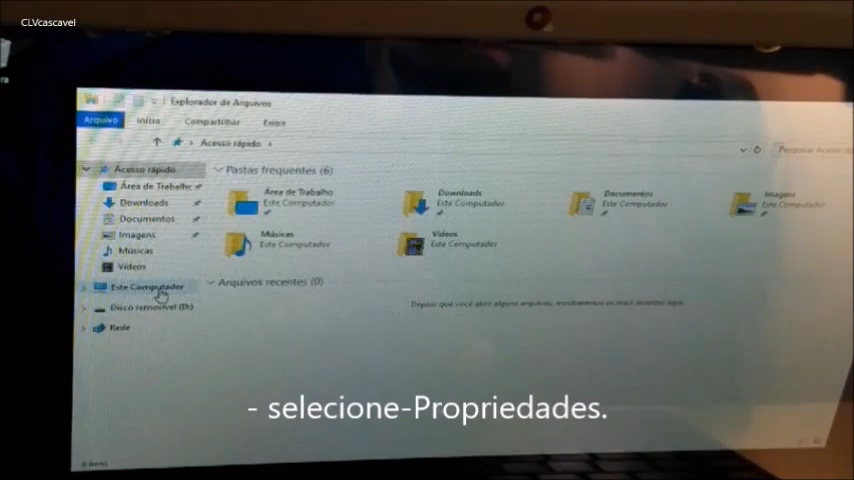 CLVcascavel
Explorador de Arquivos
Arquivo Início Compartilhar Exibir
Acesso rápido
Pesquisar Acesso
Acesso rápido
Área de Trabalho
Downloads
Documentos
Imagens
Músicas
Vídeos
Este Computador
Disco removível (D:)
Rede
Pastas frequentes (6)
Área de Trabalho
Este Computador
Downloads
Este Computador
Documentos
Este Computador
Imagens
Este Computador
Músicas
Este Computador
Vídeos
Este Computador
Arquivos recentes (0)
Depois que você abrir alguns arquivos, mostraremos os mais recentes aqui.
- selecione-Propriedades.
6 itens